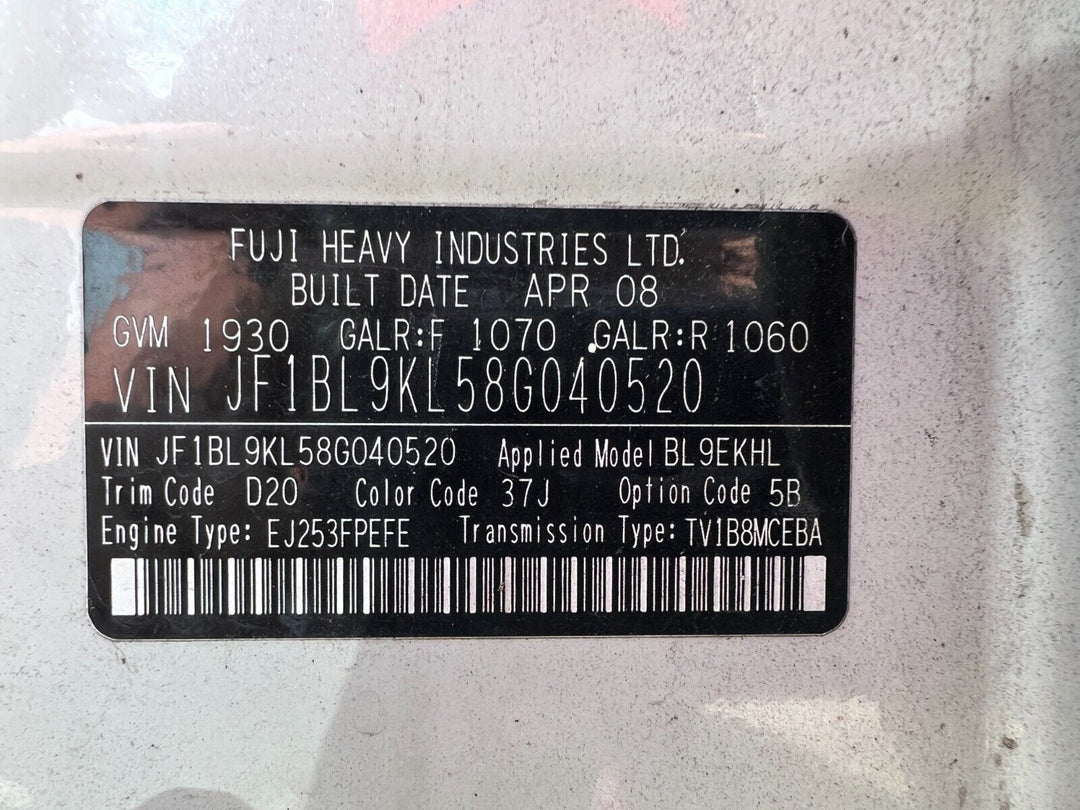 FUJI HEAVY INDUSTRIES LTD.
BUILT DATE APR 08
GVM 1930 GALR:F 1070 GALR:R 1060
VIN JF1BL9KL58G040520
VIN JF1BL9KL58G040520 Applied Model BL9EKHL
Trim Code D20 Color Code 37J Option Code 5B
Engine Type: EJ253FPEFE Transmission Type: TV1B8MCEBA